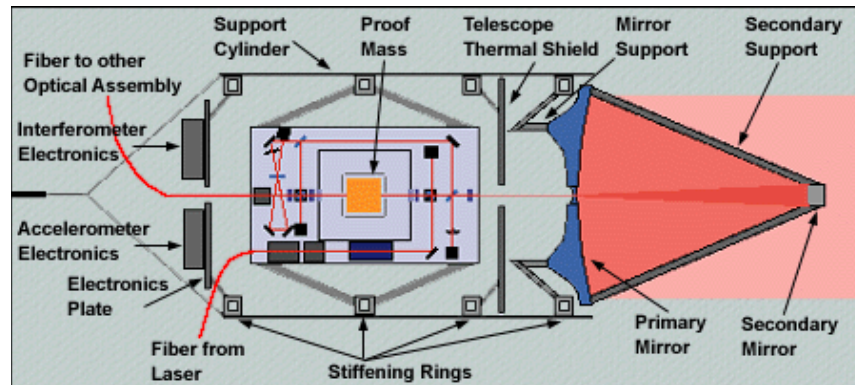 Support
Cylinder
Proof
Mass
Telescope
Thermal Shield
Mirror
Support
Secondary
Support
Fiber to other
Optical Assembly
Interferometer
Electronics
Accelerometer
Electronics
Electronics
Plate
Fiber from
Laser
Stiffening Rings
Primary
Mirror
Secondary
Mirror